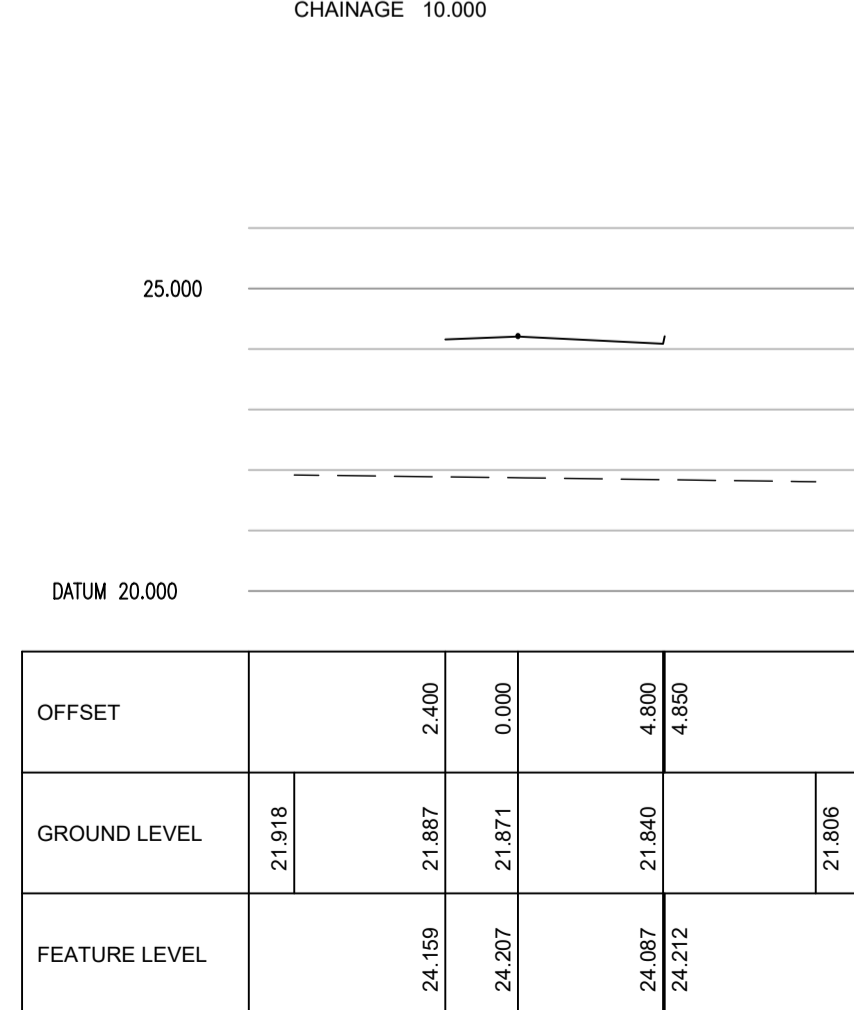 CHAINAGE 10.000
25.000
DATUM 20.000
OFFSET 2.400 0.000 4.800 4.850
GROUND LEVEL 21.918 21.887 21.871 21.840 21.806
FEATURE LEVEL 24.159 24.207 24.087 24.212